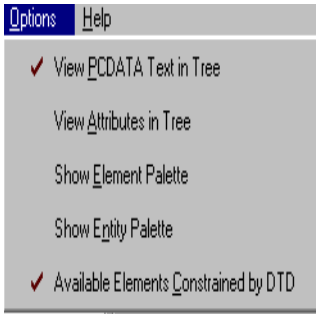 Options Help
View PCDATA Text in Tree
View Attributes in Tree
Show Element Palette
Show Entity Palette
Available Elements Constrained by DTD